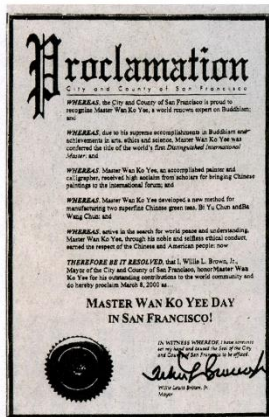 Proclamation
City and County of San Francisco
WHEREAS, the City and County of San Francisco is proud to
recognize Master Wan Ko Yee, a world renown expert on Buddhism;
and
WHEREAS, due to his supreme accomplishments in Buddhism and
achievements in arts, ethics and science, Master Wan Ko Yee was
conferred the title of the world's first Distinguished International
Master; and
WHEREAS, Master Wan Ko Yee, an accomplished painter and
calligrapher, received high acclaim from scholars for bringing Chinese
paintings to the international forum; and
WHEREAS, Master Wan Ko Yee developed a new method for
manufacturing two superfine Chinese green teas, Bi Yu Chun and Ba
Wang Chun; and
WHEREAS, active in the search for world peace and understanding,
Master Wan Ko Yee, through his noble and selfless ethical conduct,
earned the respect of the Chinese and American people; now
THEREFORE BE IT RESOLVED, that I, Willie L. Brown, Jr.,
Mayor of the City and County of San Francisco, honor Master Wan
Ko Yee for his outstanding contributions to the world community and
do hereby proclaim March 8, 2000 as...
MASTER WAN KO YEE DAY
IN SAN FRANCISCO!
IN WITNESS WHEREOF, I have hereunto
set my hand and caused the Seal of the City
and County of San Francisco to be affixed.
Willie Lewis Brown, Jr.
Mayor